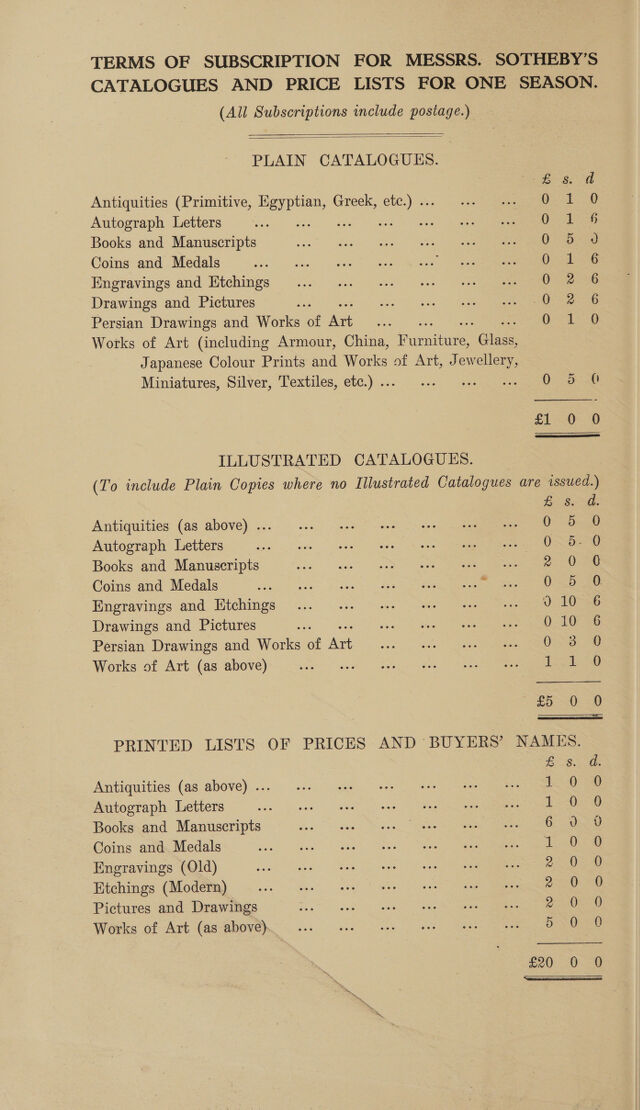 TERMS OF SUBSCRIPTION FOR MESSRS. SOTHEBY'S
CATALOGUES AND PRICE LISTS FOR ONE SEASON.
(All Subscriptions include postage.)
PLAIN CATALOGUES.
£ s. d
Antiquities (Primitive, Egyptian, Greek, etc.) ... ... ... 0 1 0
Autograph Letters ... ... ... ... ... ... ... 0 1 6
Books and Manuscripts ... ... ... ... ... ... 0 5 0
Coins and Medals ... ... ... ... ... ... ... 0 1 6
Engravings and Etchings ... ... ... ... ... ... 0 2 6
Drawings and Pictures ... ... ... ... ... ... 0 2 6
Persian Drawings and Works of Art ... ... ... ... 0 1 0
Works of Art (including Armour, China, Furniture, Glass,
Japanese Colour Prints and Works of Art, Jewellery,
Miniatures, Silver, Textiles, etc.) ... ... ... ... 0 5 0
£1 0 0
ILLUSTRATED CATALOGUES.
(To include Plain Copies where no Illustrated Catalogues are issued.)
£ s. d.
Antiquities (as above) ... ... ... ... ... ... ... 0 5 0
Autograph Letters ... ... ... ... ... ... ... 0 5 0
Books and Manuscripts ... ... ... ... ... ... 2 0 0
Coins and Medals ... ... ... ... ... ... ... 0 5 0
Engravings and Etchings ... ... ... ... ... ... 0 10 6
Drawings and Pictures ... ... ... ... ... ... 0 10 6
Persian Drawings and Works of Art ... ... ... ... 0 3 0
Works of Art (as above) ... ... ... ... ... ... 1 1 0
£5 0 0
PRINTED LISTS OF PRICES AND BUYERS' NAMES.
£ s. d.
Antiquities (as above) ... ... ... ... ... ... ... 1 0 0
Autograph Letters ... ... ... ... ... ... ... 1 0 0
Books and Manuscripts ... ... ... ... ... ... 6 0 0
Coins and Medals ... ... ... ... ... ... ... 1 0 0
Engravings (Old) ... ... ... ... ... ... ... 2 0 0
Etchings (Modern) ... ... ... ... ... ... ... 2 0 0
Pictures and Drawings ... ... ... ... ... ... 2 0 0
Works of Art (as above) ... ... ... ... ... ... 5 0 0
£20 0 0